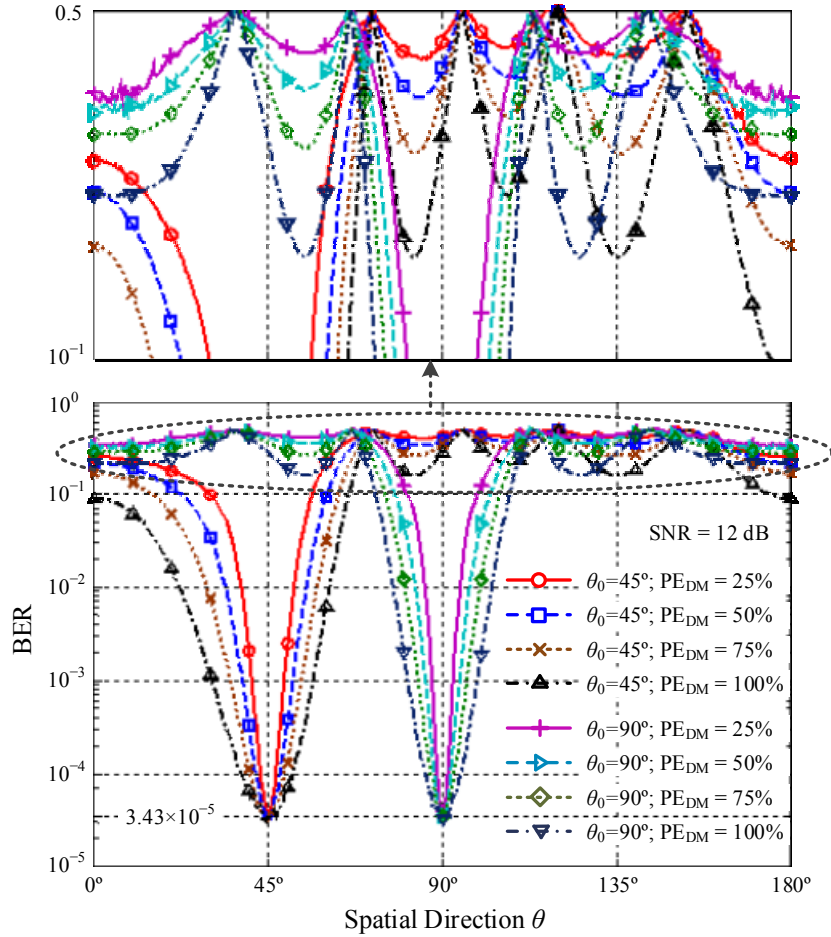 0.5
10⁻¹
10⁰
10⁻¹
10⁻²
10⁻³
10⁻⁴
10⁻⁵
BER
SNR = 12 dB
θ₀=45º; PE_DM = 25%
θ₀=45º; PE_DM = 50%
θ₀=45º; PE_DM = 75%
θ₀=45º; PE_DM = 100%
θ₀=90º; PE_DM = 25%
θ₀=90º; PE_DM = 50%
θ₀=90º; PE_DM = 75%
θ₀=90º; PE_DM = 100%
3.43×10⁻⁵
0º 45º 90º 135º 180º
Spatial Direction θ